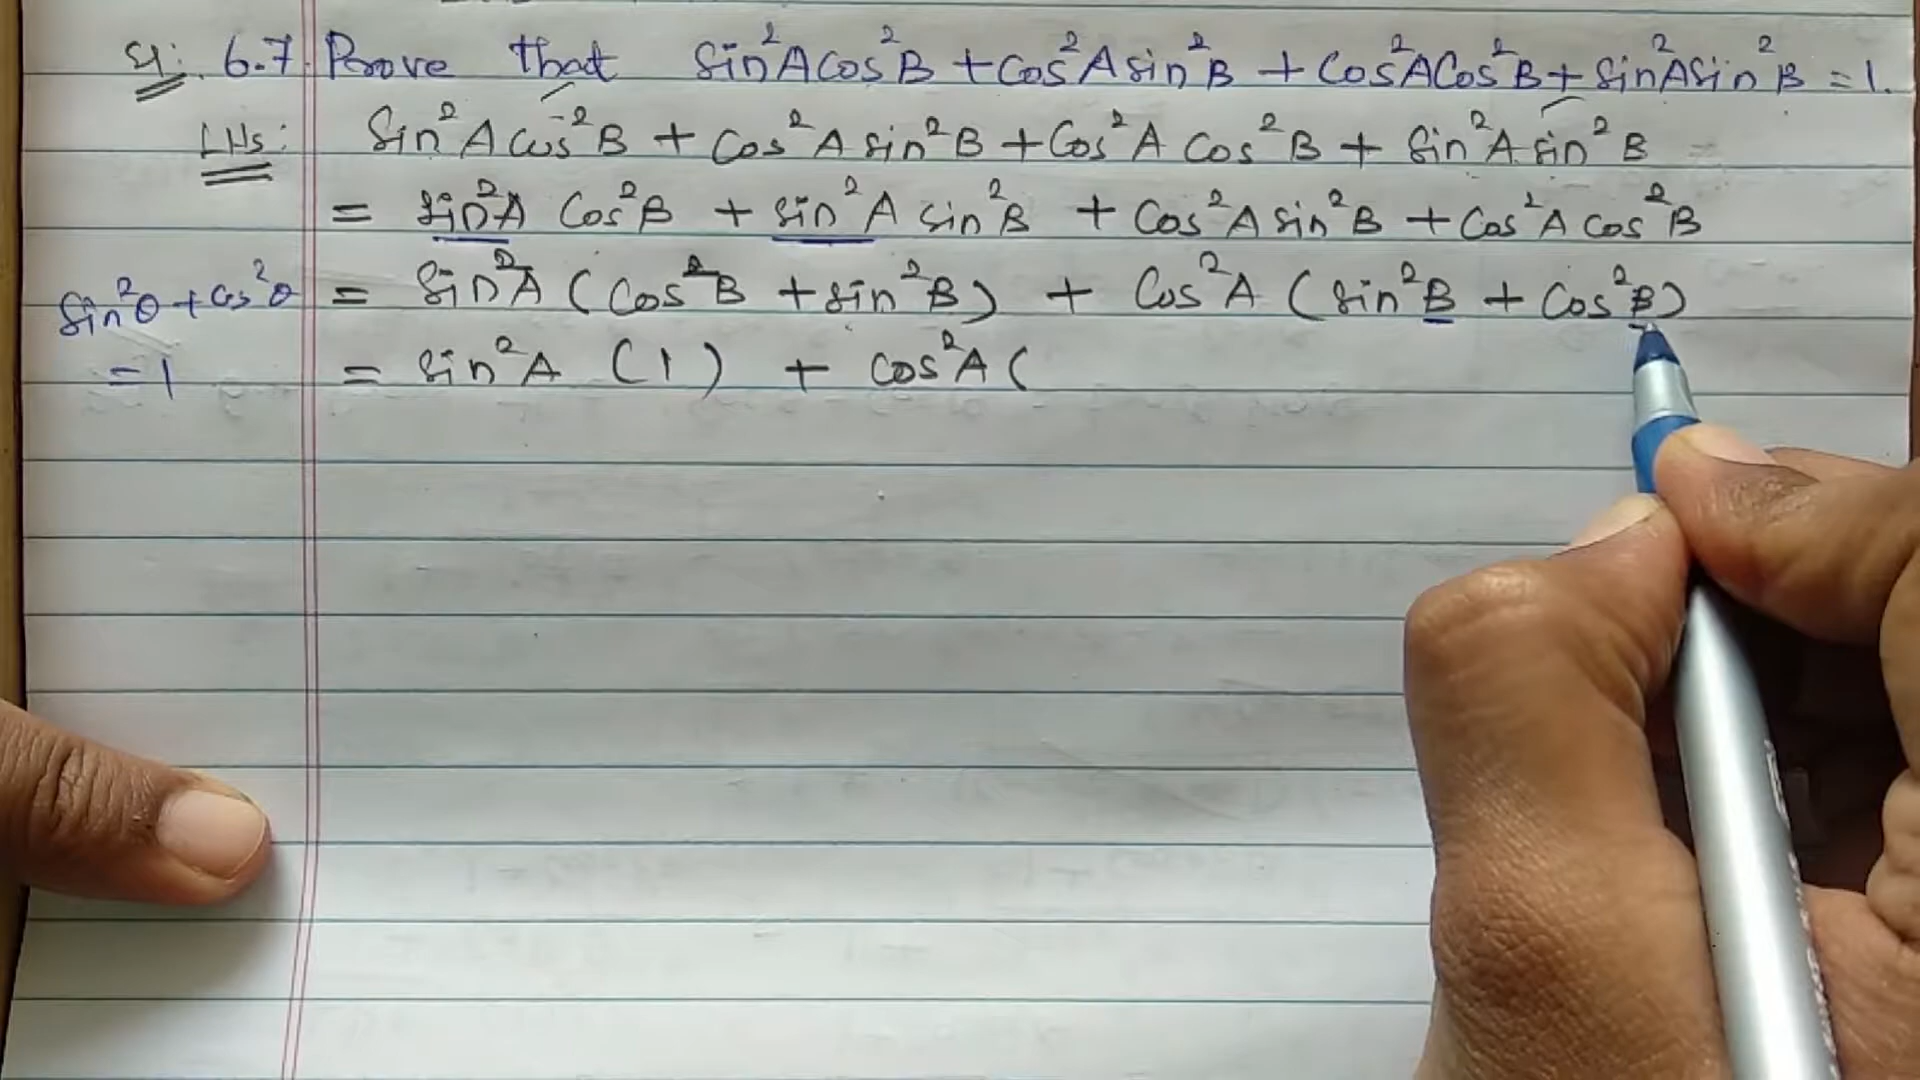 Eg: 6.7 Prove that Sin²A Cos²B + Cos²A sin²B + Cos²A Cos²B + Sin²A Sin²B = 1.
LHS: Sin²A cos²B + Cos²A sin²B + Cos²A Cos²B + Sin²A sin²B
= sin²A Cos²B + sin²A sin²B + Cos²A sin²B + Cos²A cos²B
Sin²θ + cos²θ = Sin²A (Cos²B + sin²B) + Cos²A (sin²B + Cos²B)
= 1 = sin²A (1) + cos²A (